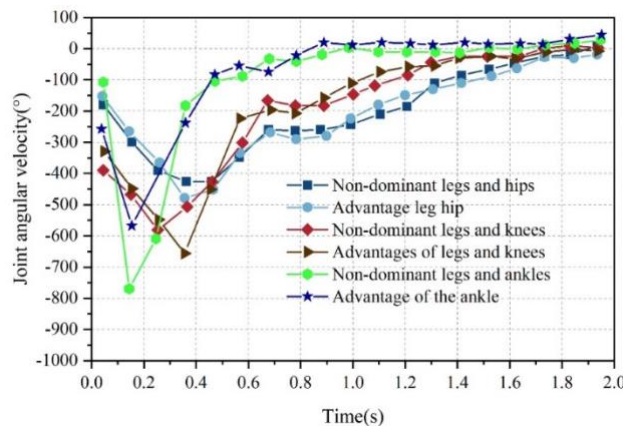 100
0
-100
-200
-300
-400
-500
-600
-700
-800
-900
-1000
Joint angular velocity(°)
Non-dominant legs and hips
Advantage leg hip
Non-dominant legs and knees
Advantages of legs and knees
Non-dominant legs and ankles
Advantage of the ankle
0.0 0.2 0.4 0.6 0.8 1.0 1.2 1.4 1.6 1.8 2.0
Time(s)